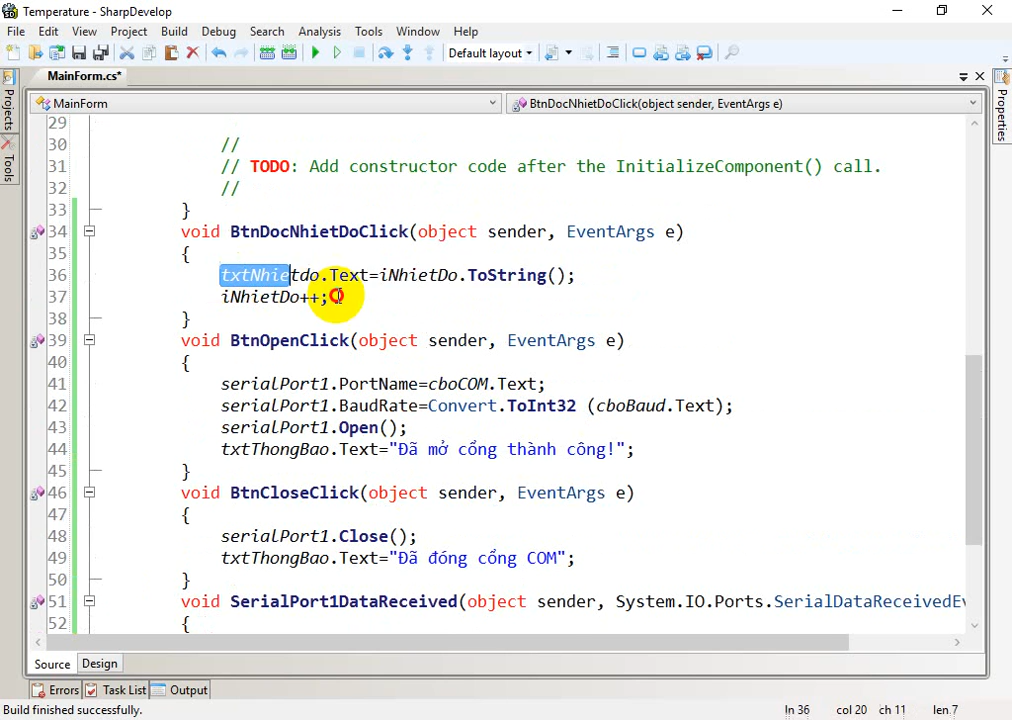 Temperature - SharpDevelop
File Edit View Project Build Debug Search Analysis Tools Window Help
Default layout
MainForm.cs*
Projects
Tools
Properties
MainForm
BtnDocNhietDoClick(object sender, EventArgs e)
29
30 //
31 // TODO: Add constructor code after the InitializeComponent() call.
32 //
33 }
34 void BtnDocNhietDoClick(object sender, EventArgs e)
35 {
36 txtNhietdo.Text=iNhietDo.ToString();
37 iNhietDo++;
38 }
39 void BtnOpenClick(object sender, EventArgs e)
40 {
41 serialPort1.PortName=cboCOM.Text;
42 serialPort1.BaudRate=Convert.ToInt32 (cboBaud.Text);
43 serialPort1.Open();
44 txtThongBao.Text="Đã mở cổng thành công!";
45 }
46 void BtnCloseClick(object sender, EventArgs e)
47 {
48 serialPort1.Close();
49 txtThongBao.Text="Đã đóng cổng COM";
50 }
51 void SerialPort1DataReceived(object sender, System.IO.Ports.SerialDataReceivedEv
52 {
Source Design
Errors Task List Output
Build finished successfully. ln 36 col 20 ch 11 len.7